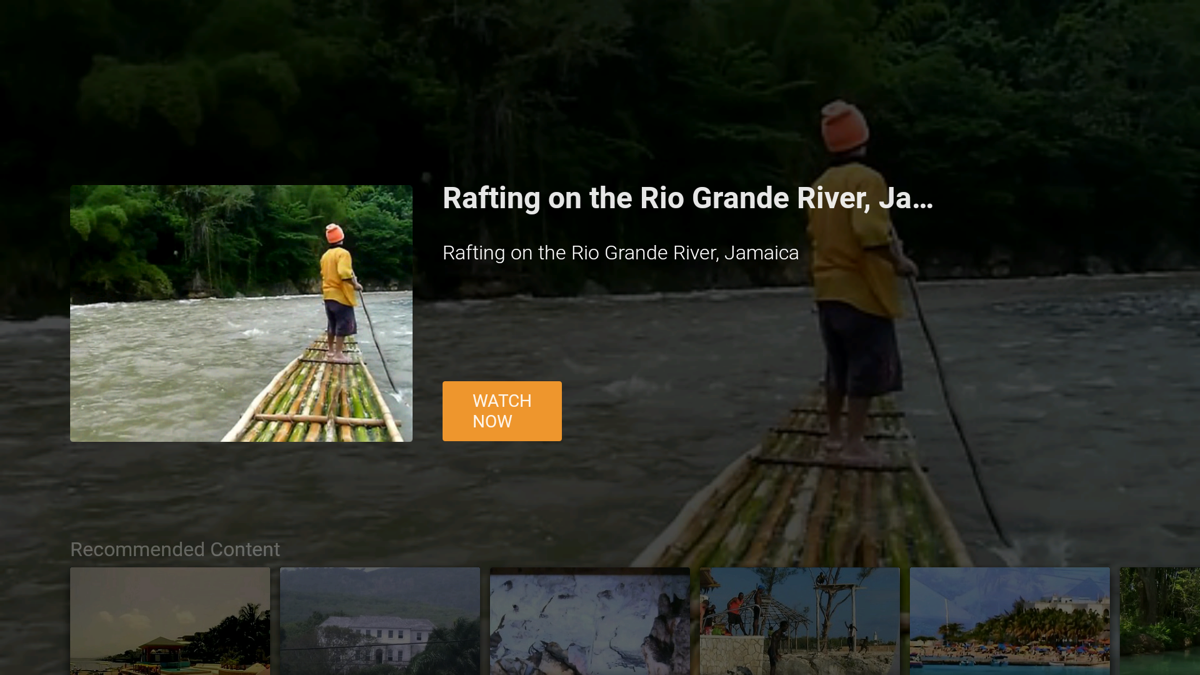 Rafting on the Rio Grande River, Ja…
Rafting on the Rio Grande River, Jamaica
WATCH
NOW
Recommended Content